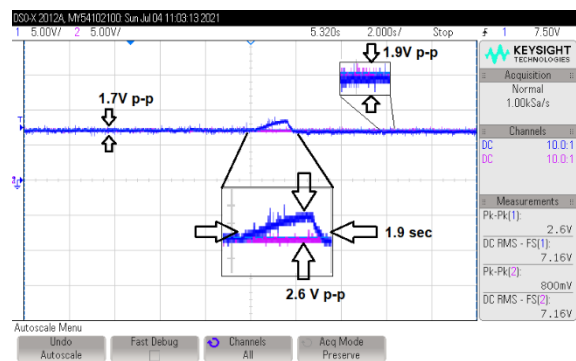 DSO-X 2012A, MY54102100: Sun Jul 04 11:03:13 2021
1 5.00V/ 2 5.00V/ 5.320s 2.000s/ Stop 1 7.50V
1.9V p-p
1.7V p-p
1.9 sec
2.6 V p-p
T
2
KEYSIGHT
TECHNOLOGIES
Acquisition
Normal
1.00kSa/s
Channels
DC 10.0:1
DC 10.0:1
Measurements
Pk-Pk(1):
2.6V
DC RMS - FS(1):
7.16V
Pk-Pk(2):
800mV
DC RMS - FS(2):
7.16V
Autoscale Menu
Undo
Autoscale
Fast Debug
Channels
All
Acq Mode
Preserve